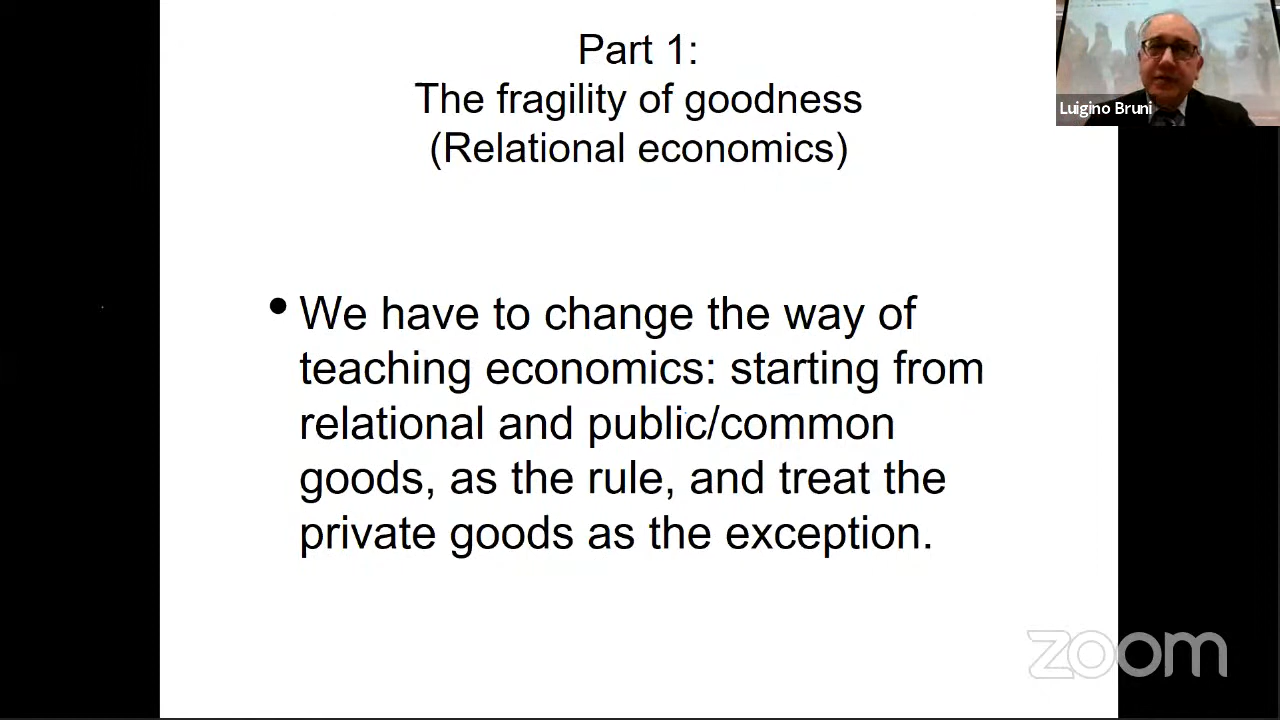 Part 1:
The fragility of goodness
(Relational economics)
Luigino Bruni
• We have to change the way of
teaching economics: starting from
relational and public/common
goods, as the rule, and treat the
private goods as the exception.
zoom